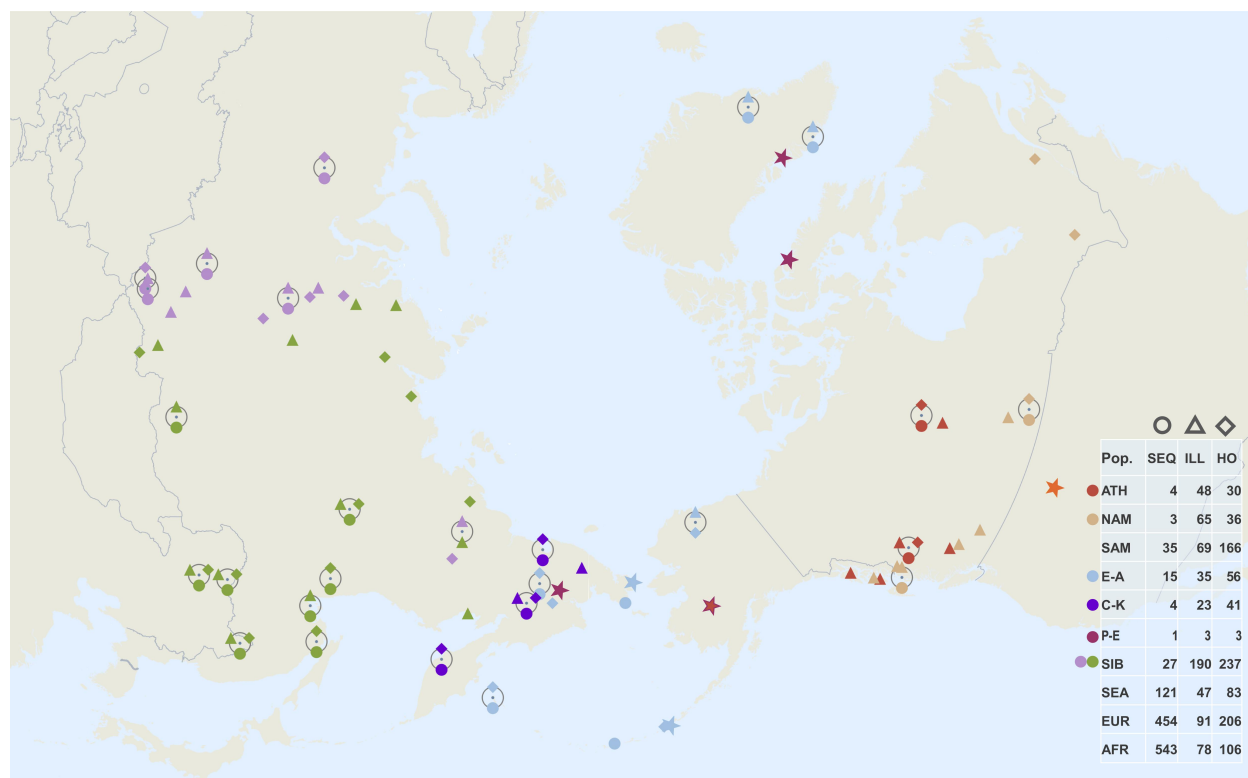 Pop. SEQ ILL HO
ATH 4 48 30
NAM 3 65 36
SAM 35 69 166
E-A 15 35 56
C-K 4 23 41
P-E 1 3 3
SIB 27 190 237
SEA 121 47 83
EUR 454 91 206
AFR 543 78 106